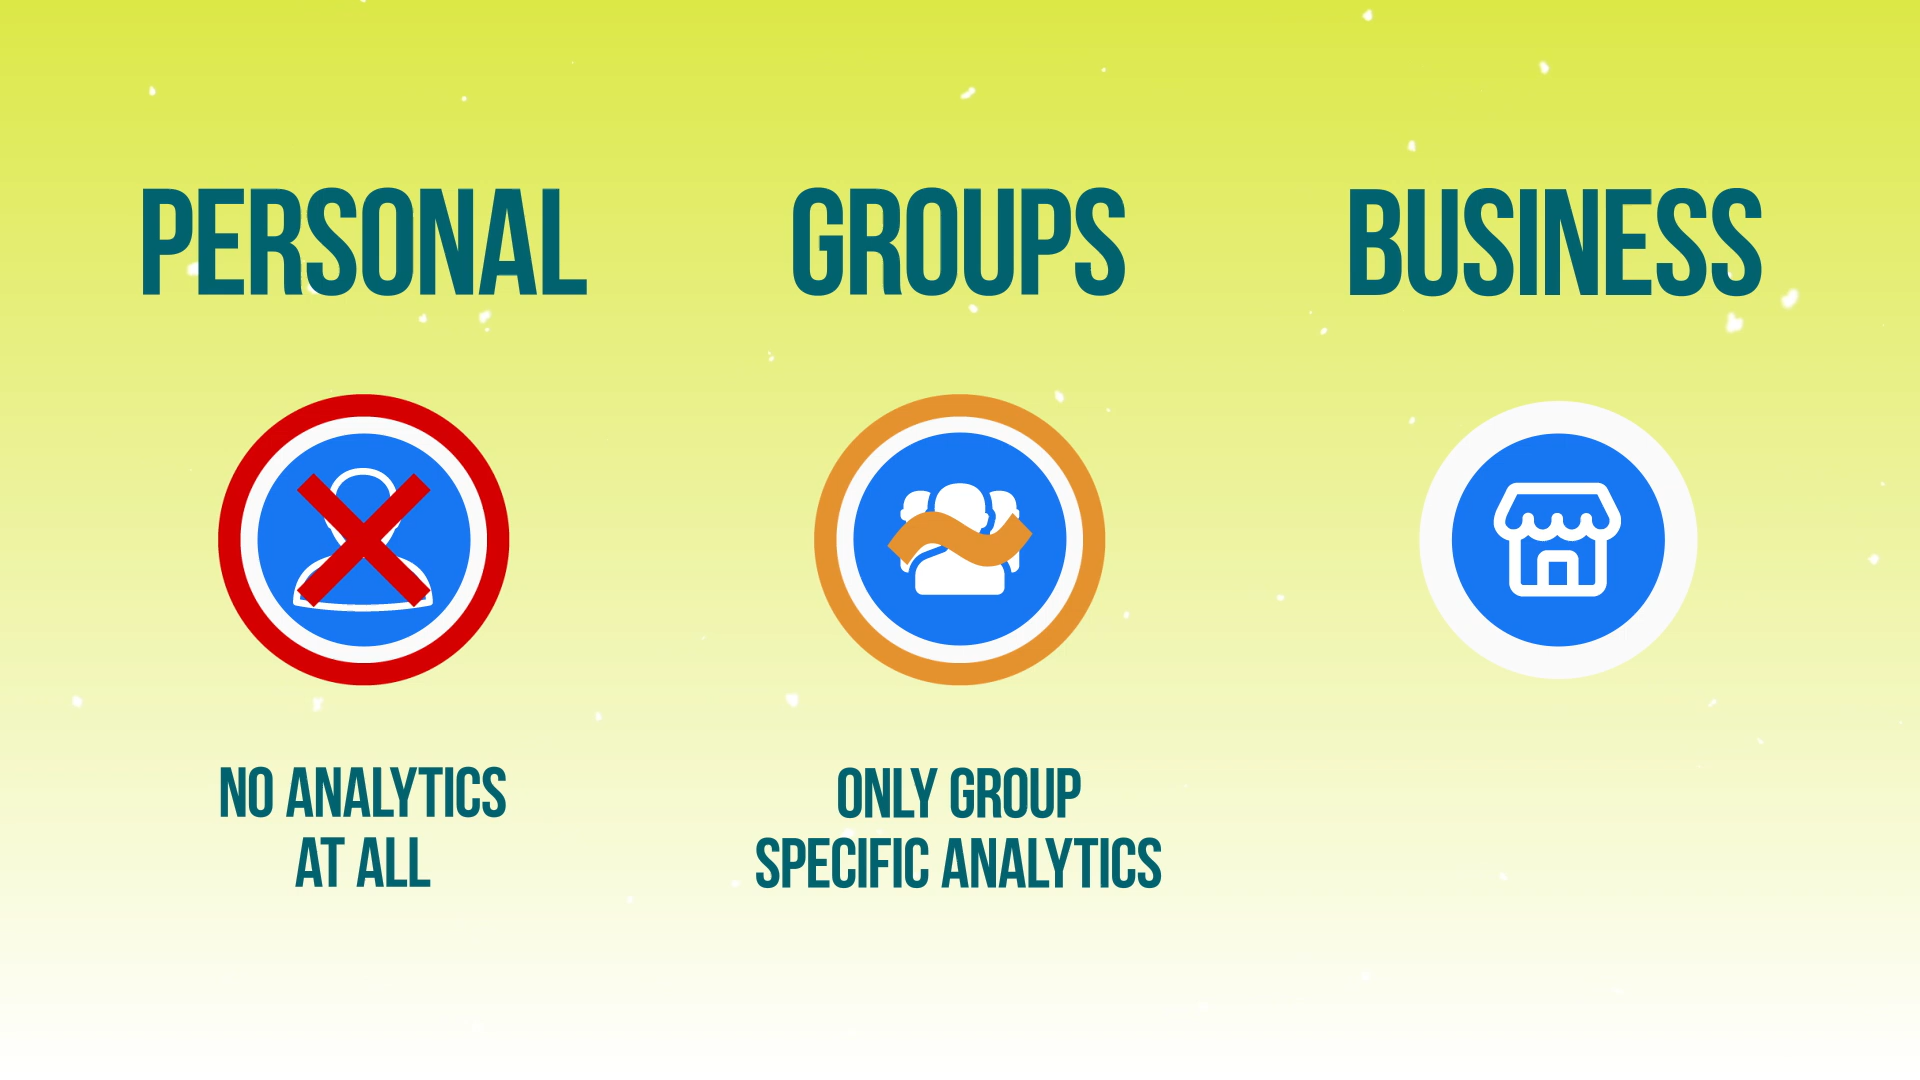 PERSONAL
GROUPS
BUSINESS
NO ANALYTICS
AT ALL
ONLY GROUP
SPECIFIC ANALYTICS